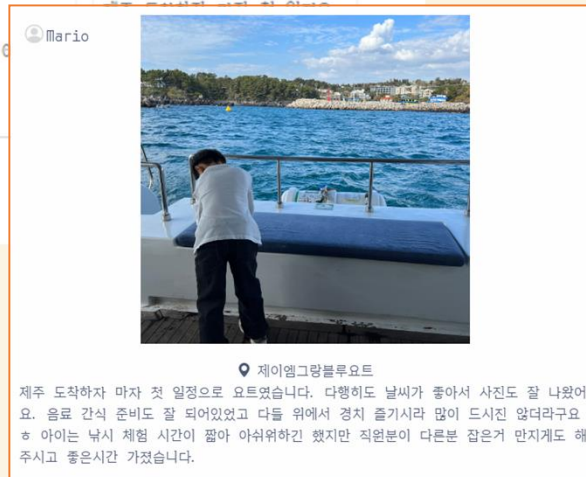 Mario
제이엠그랑블루요트
제주 도착하자 마자 첫 일정으로 요트였습니다. 다행히도 날씨가 좋아서 사진도 잘 나왔어
요. 음료 간식 준비도 잘 되어있었고 다들 위에서 경치 즐기시라 많이 드시진 않더라구요
ㅎ 아이는 낚시 체험 시간이 짧아 아쉬워하긴 했지만 직원분이 다른분 잡은거 만지게도 해
주시고 좋은시간 가졌습니다.